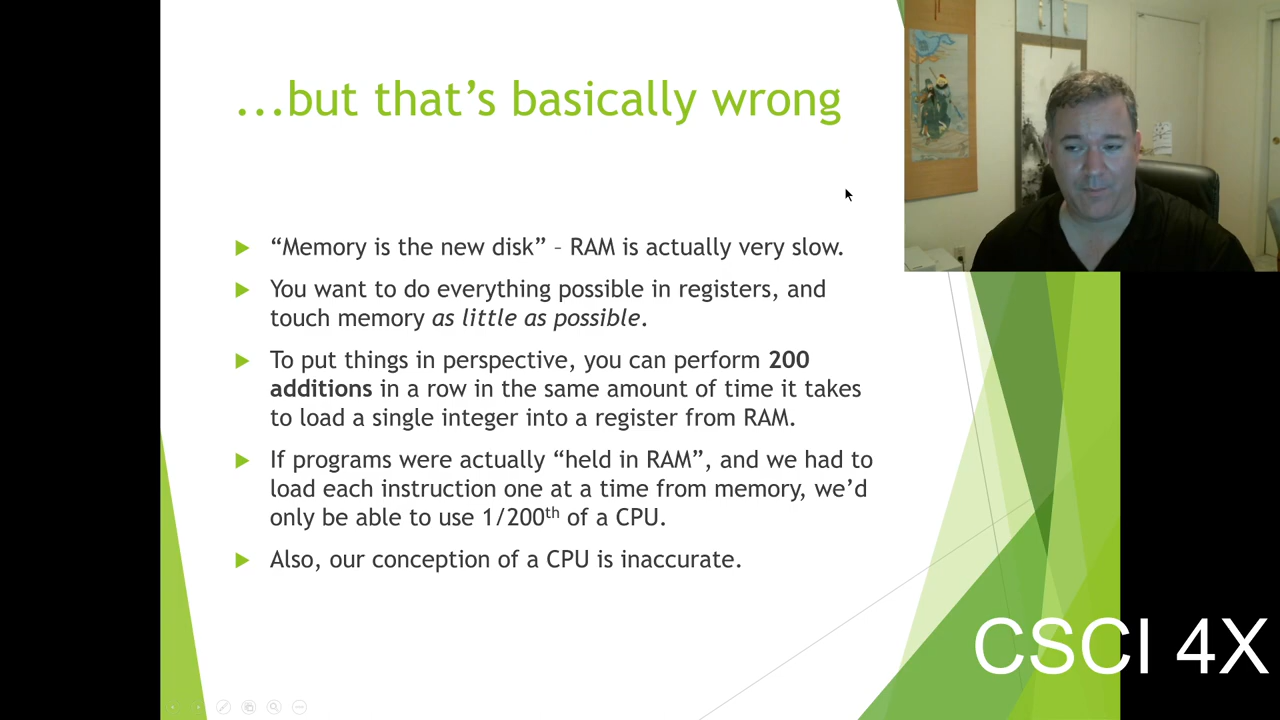 ...but that’s basically wrong
“Memory is the new disk” – RAM is actually very slow.
You want to do everything possible in registers, and
touch memory as little as possible.
To put things in perspective, you can perform 200
additions in a row in the same amount of time it takes
to load a single integer into a register from RAM.
If programs were actually “held in RAM”, and we had to
load each instruction one at a time from memory, we’d
only be able to use 1/200th of a CPU.
Also, our conception of a CPU is inaccurate.
CSCI 4X